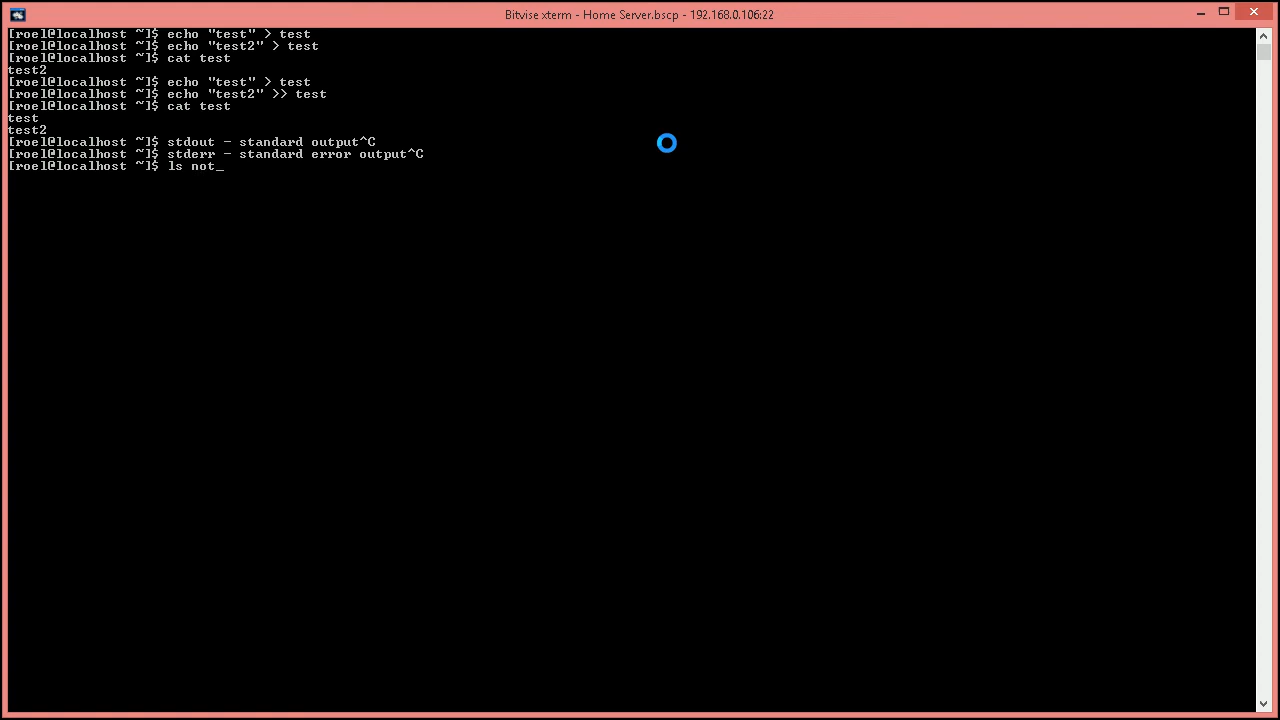 Bitvise xterm - Home Server.bscp - 192.168.0.106:22
[roel@localhost ~]$ echo "test" > test
[roel@localhost ~]$ echo "test2" > test
[roel@localhost ~]$ cat test
test2
[roel@localhost ~]$ echo "test" > test
[roel@localhost ~]$ echo "test2" >> test
[roel@localhost ~]$ cat test
test
test2
[roel@localhost ~]$ stdout - standard output^C
[roel@localhost ~]$ stderr - standard error output^C
[roel@localhost ~]$ ls not_